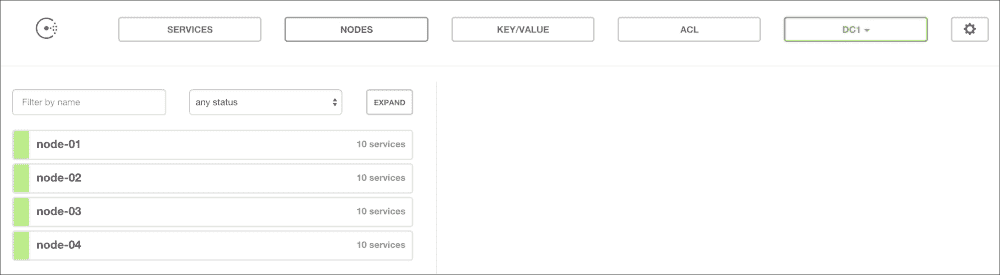 SERVICES NODES KEY/VALUE ACL DC1
Filter by name any status EXPAND
node-01 10 services
node-02 10 services
node-03 10 services
node-04 10 services